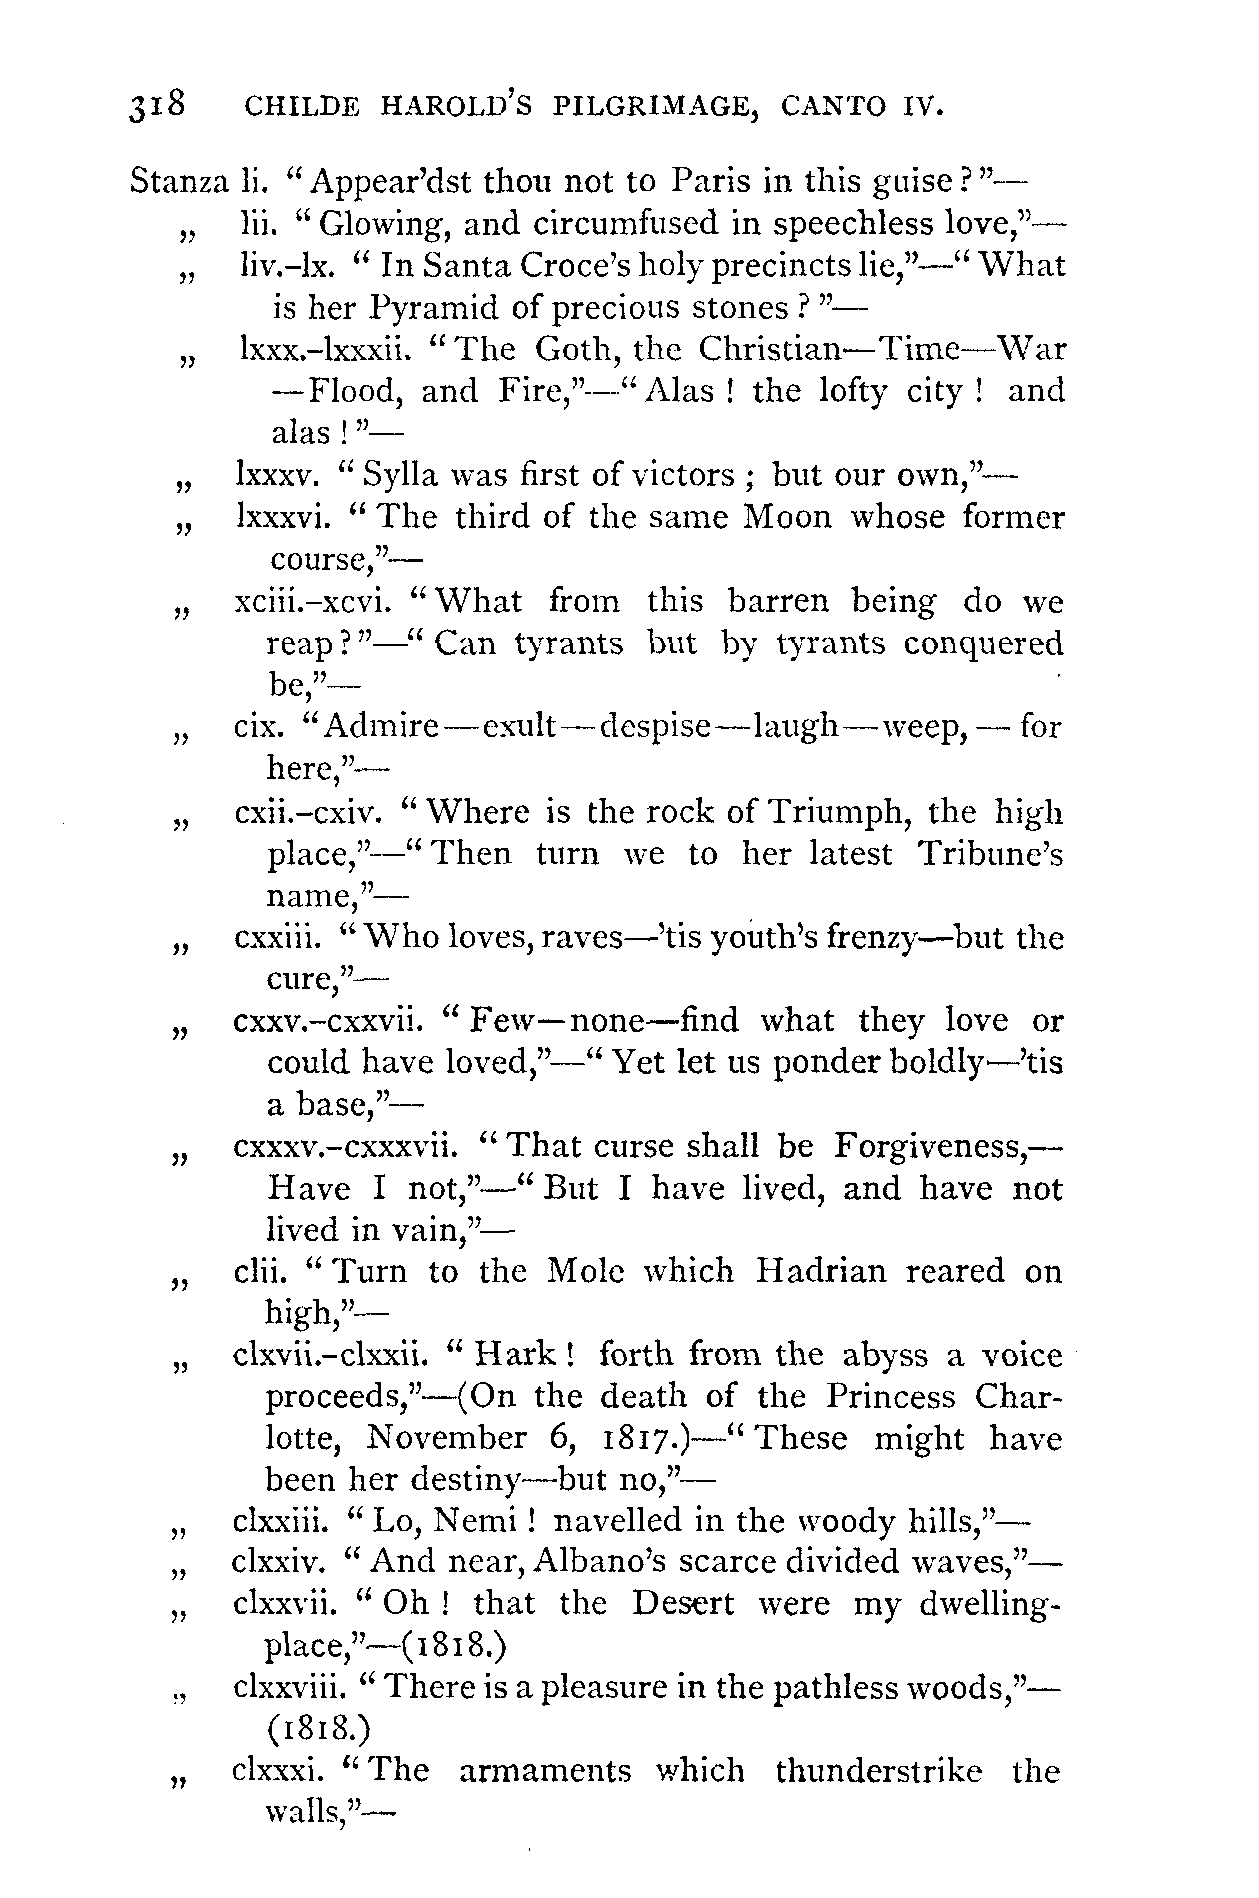 318 CHILDE HAROLD'S PILGRIMAGE, CANTO IV.
Stanza li. “Appear'dst thou not to Paris in this guise?”—
„ lii. “Glowing, and circumfused in speechless love,”—
„ liv.–lx. “In Santa Croce's holy precincts lie,”—“What
is her Pyramid of precious stones?”—
„ lxxx.–lxxxii. “The Goth, the Christian—Time—War
—Flood, and Fire,”—“Alas! the lofty city! and
alas!”—
„ lxxxv. “Sylla was first of victors; but our own,”—
„ lxxxvi. “The third of the same Moon whose former
course,”—
„ xciii.–xcvi. “What from this barren being do we
reap?”—“Can tyrants but by tyrants conquered
be,”—
„ cix. “Admire—exult—despise—laugh—weep,—for
here,”—
„ cxii.–cxiv. “Where is the rock of Triumph, the high
place,”—“Then turn we to her latest Tribune's
name,”—
„ cxxiii. “Who loves, raves—'tis youth's frenzy—but the
cure,”—
„ cxxv.–cxxvii. “Few—none—find what they love or
could have loved,”—“Yet let us ponder boldly—'tis
a base,”—
„ cxxxv.–cxxxvii. “That curse shall be Forgiveness,—
Have I not,”—“But I have lived, and have not
lived in vain,”—
„ clii. “Turn to the Mole which Hadrian reared on
high,”—
„ clxvii.–clxxii. “Hark! forth from the abyss a voice
proceeds,”—(On the death of the Princess Char-
lotte, November 6, 1817.)—“These might have
been her destiny—but no,”—
„ clxxiii. “Lo, Nemi! navelled in the woody hills,”—
„ clxxiv. “And near, Albano's scarce divided waves,”—
„ clxxvii. “Oh! that the Desert were my dwelling-
place,”—(1818.)
„ clxxviii. “There is a pleasure in the pathless woods,”—
(1818.)
„ clxxxi. “The armaments which thunderstrike the
walls,”—